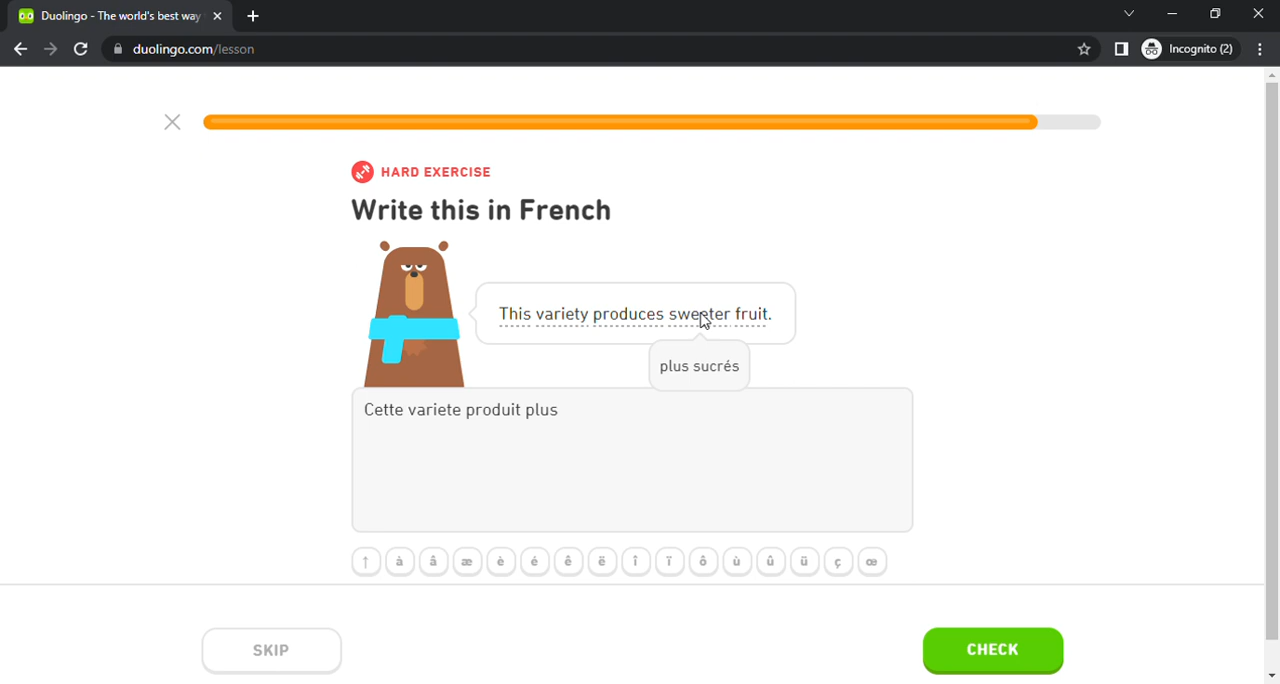 Duolingo - The world's best way
duolingo.com/lesson
Incognito (2)
HARD EXERCISE
Write this in French
This variety produces sweeter fruit.
plus sucrés
Cette variete produit plus
↑ à â æ è é ê ë î ï ô ù û ü ç œ
SKIP
CHECK